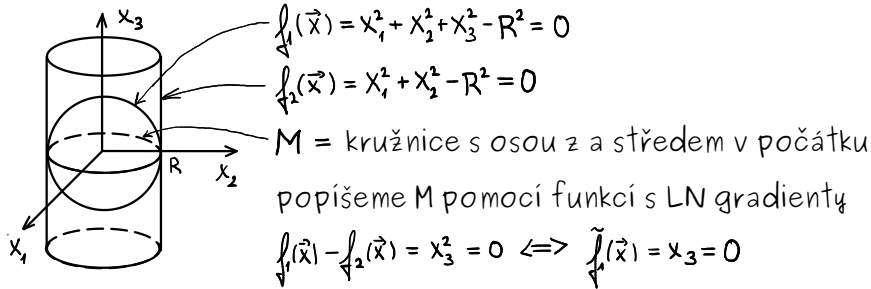 x₃
f₁(x⃗) = x₁² + x₂² + x₃² - R² = 0
f₂(x⃗) = x₁² + x₂² - R² = 0
M = kružnice s osou z a středem v počátku
R
x₂
popíšeme M pomocí funkcí s LN gradienty
x₁
f₁(x⃗) - f₂(x⃗) = x₃² = 0 <=> f̃₁(x⃗) = x₃ = 0